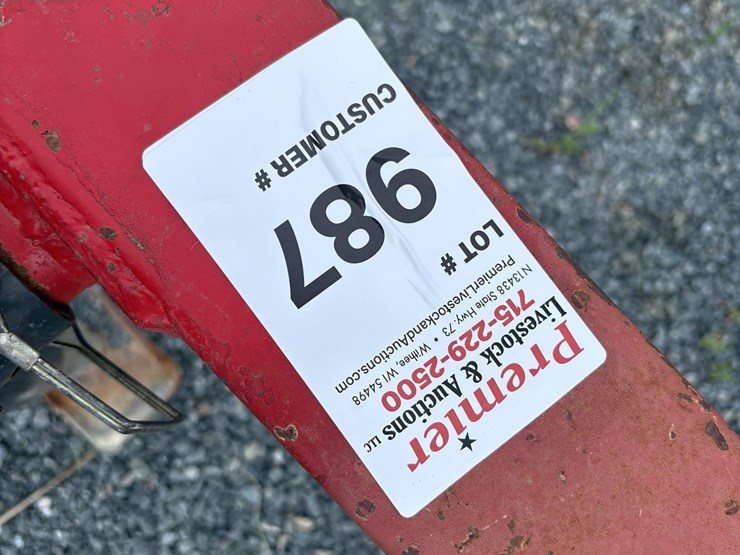 Premier
Livestock & Auctions LLC
715-229-2500
N13438 State Hwy. 73 • Withee, WI 54498
PremierLivestockandAuctions.com
LOT #
987
CUSTOMER #